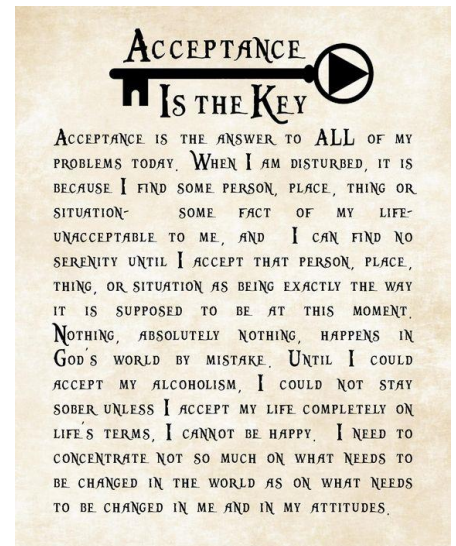 Acceptance
Is the Key
Acceptance is the answer to ALL of my
problems today. When I am disturbed, it is
because I find some person, place, thing or
situation- some fact of my life-
unacceptable to me, and I can find no
serenity until I accept that person, place,
thing, or situation as being exactly the way
it is supposed to be at this moment.
Nothing, absolutely nothing, happens in
God's world by mistake. Until I could
accept my alcoholism, I could not stay
sober unless I accept my life completely on
life's terms, I cannot be happy. I need to
concentrate not so much on what needs to
be changed in the world as on what needs
to be changed in me and in my attitudes.